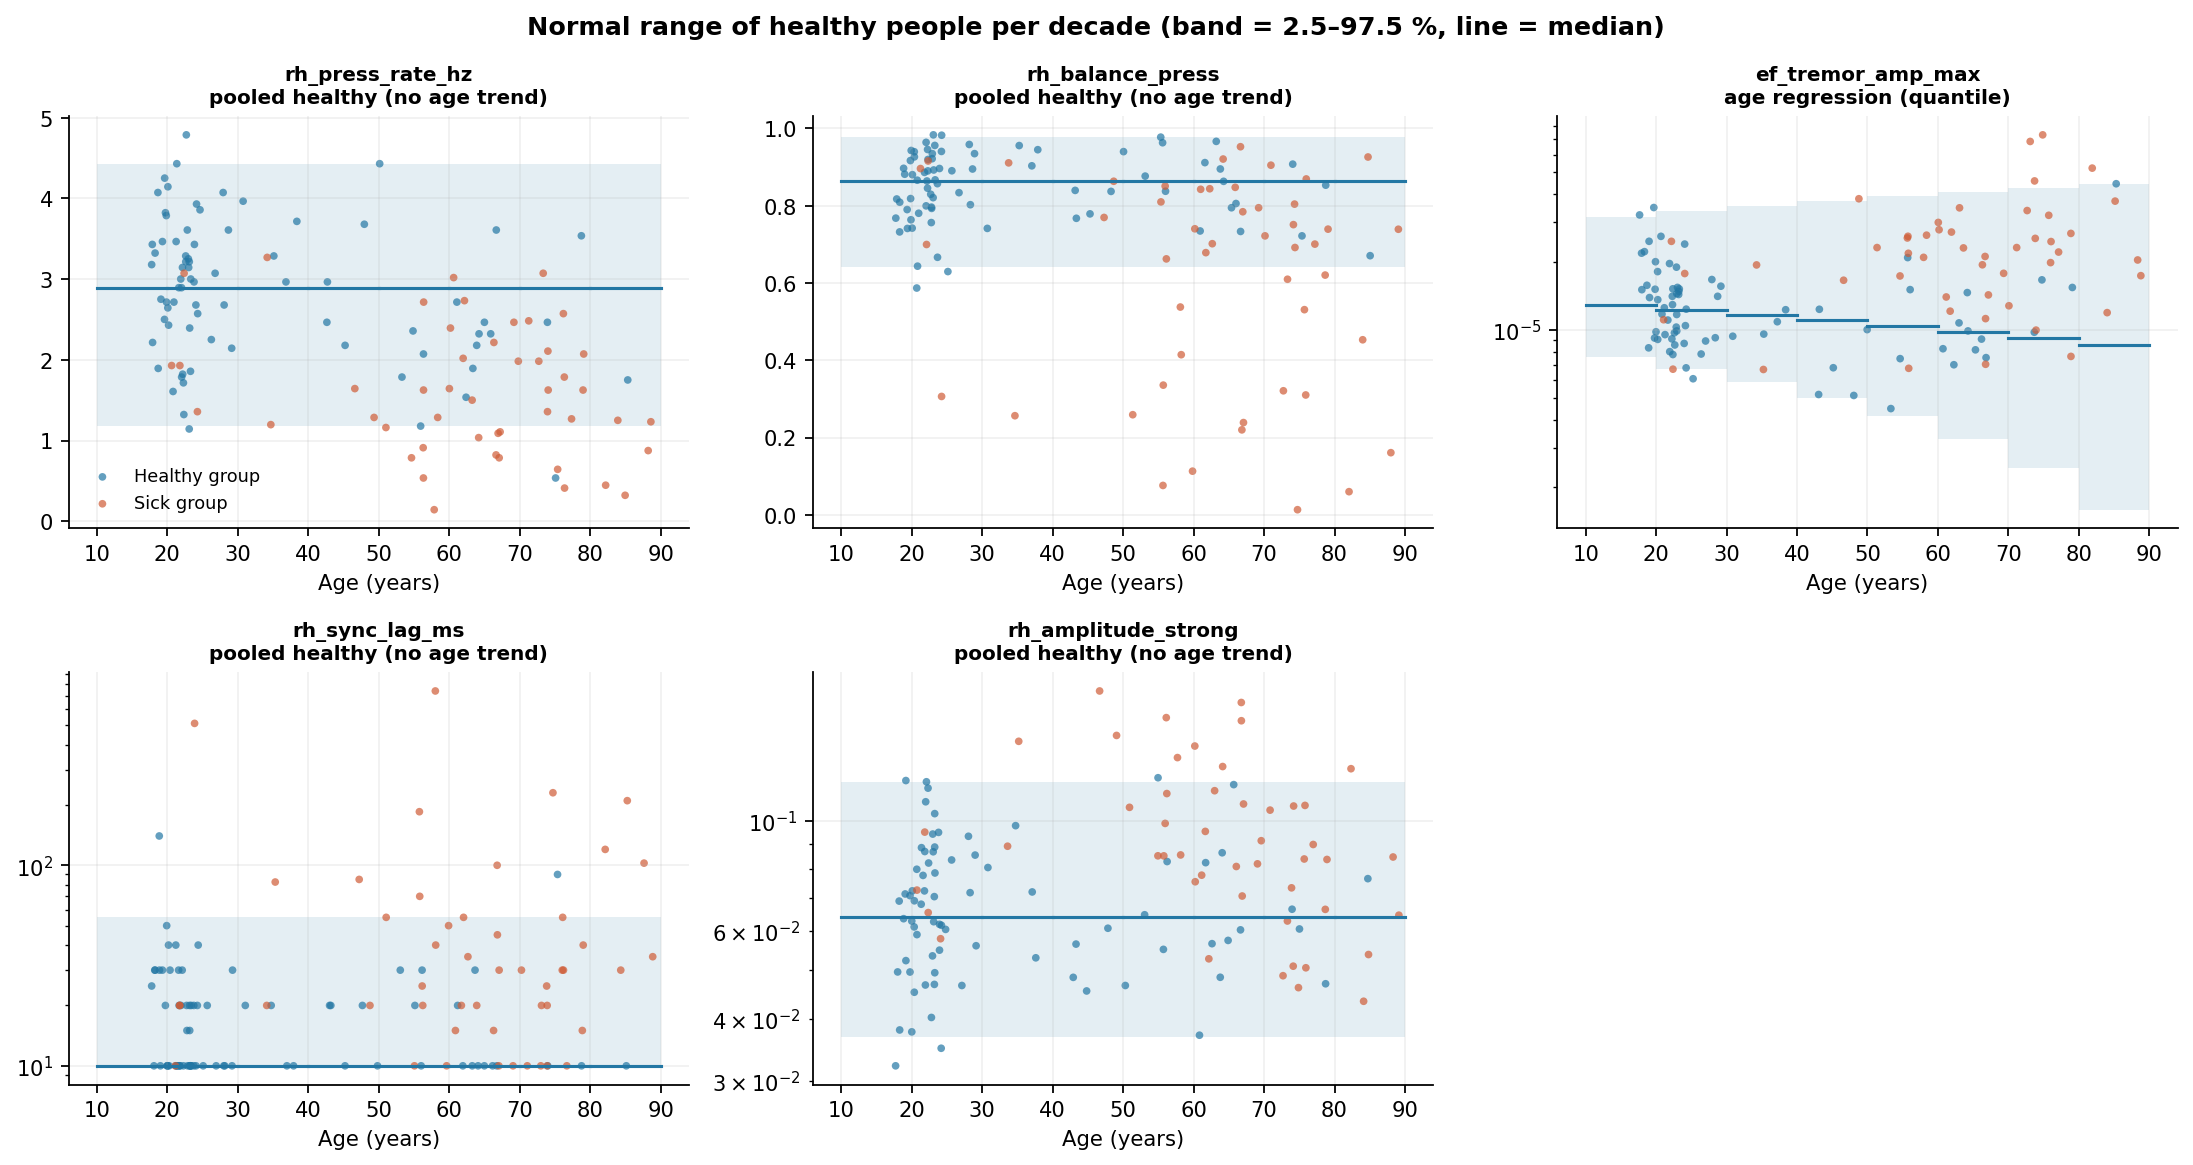 Normal range of healthy people per decade (band = 2.5–97.5 %, line = median)
rh_press_rate_hz
pooled healthy (no age trend)
5
4
3
2
1
0
Healthy group
Sick group
10 20 30 40 50 60 70 80 90
Age (years)
rh_balance_press
pooled healthy (no age trend)
1.0
0.8
0.6
0.4
0.2
0.0
10 20 30 40 50 60 70 80 90
Age (years)
ef_tremor_amp_max
age regression (quantile)
10⁻⁵
10 20 30 40 50 60 70 80 90
Age (years)
rh_sync_lag_ms
pooled healthy (no age trend)
10²
10¹
10 20 30 40 50 60 70 80 90
Age (years)
rh_amplitude_strong
pooled healthy (no age trend)
10⁻¹
6 × 10⁻²
4 × 10⁻²
3 × 10⁻²
10 20 30 40 50 60 70 80 90
Age (years)